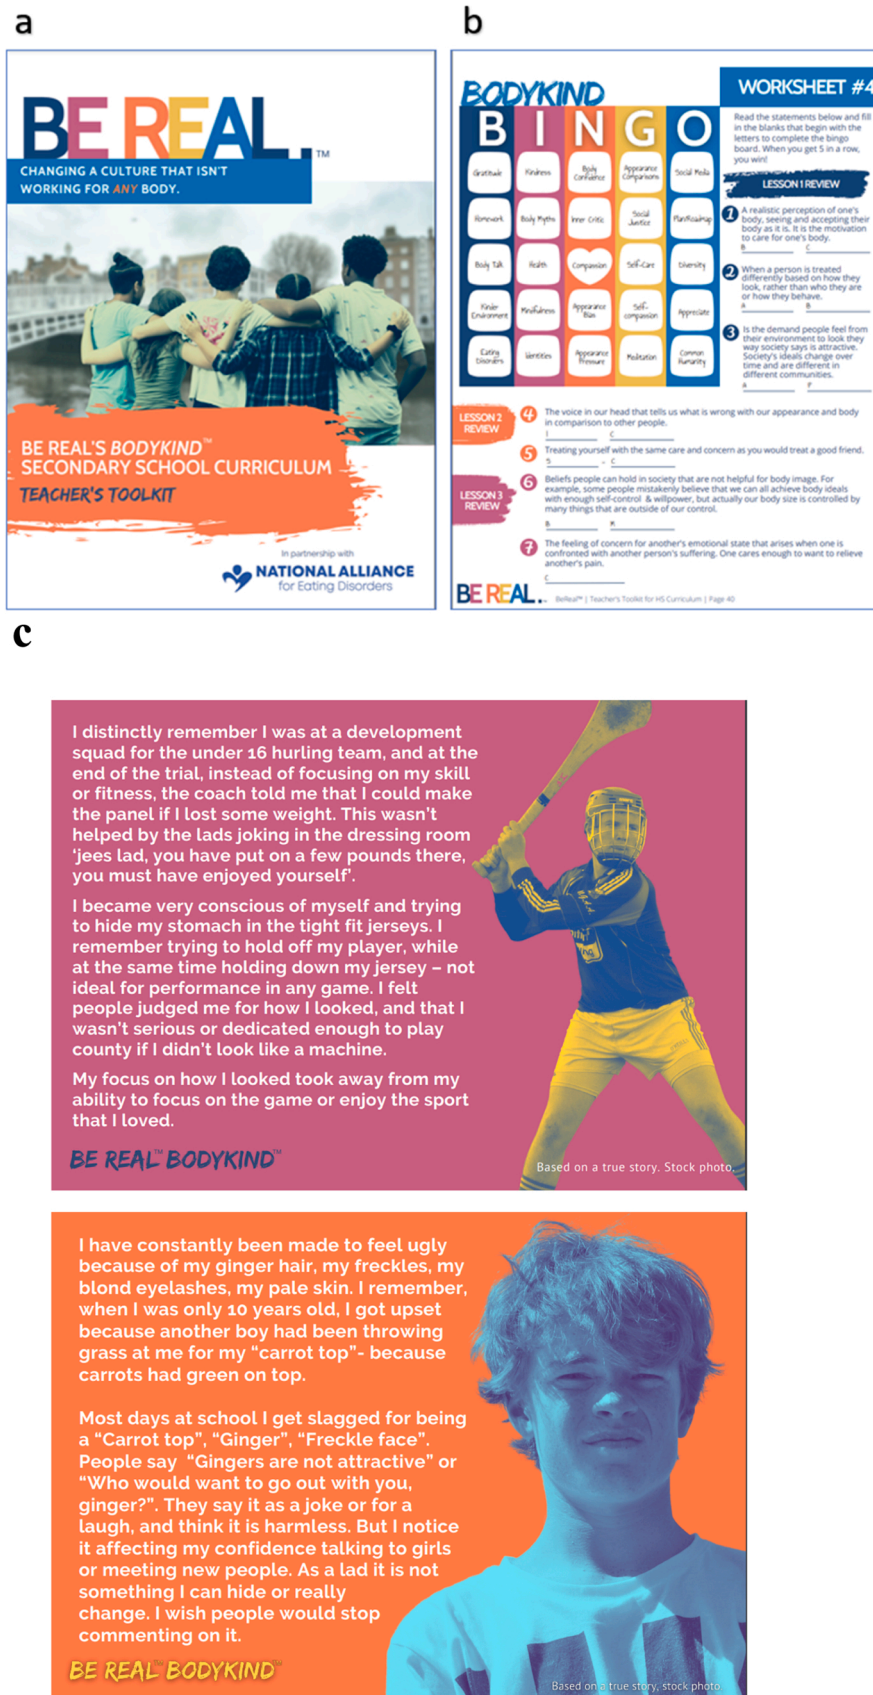 a
BE REAL.™
CHANGING A CULTURE THAT ISN'T
WORKING FOR ANY BODY.
BE REAL'S BODYKIND™
SECONDARY SCHOOL CURRICULUM
TEACHER'S TOOLKIT
In partnership with
NATIONAL ALLIANCE
for Eating Disorders
b
BODYKIND
BINGO
Gratitude Kindness Body Confidence Appearance Comparisons Social Media
Homework Body Myths Inner Critic Social Justice Plan/Roadmap
Body Talk Health Compassion Self-Care Diversity
Kinder Environment Mindfulness Appearance Bias Self-compassion Appreciate
Eating Disorders Identities Appearance Pressure Meditation Common Humanity
WORKSHEET #4
Read the statements below and fill
in the blanks that begin with the
letters to complete the bingo
board. When you get 5 in a row,
you win!
LESSON 1 REVIEW
1 A realistic perception of one's
body, seeing and accepting their
body as it is. It is the motivation
to care for one's body.
B C
2 When a person is treated
differently based on how they
look, rather than who they are
or how they behave.
A B
3 Is the demand people feel from
their environment to look they
way society says is attractive.
Society's ideals change over
time and are different in
different communities.
A P
LESSON 2
REVIEW
4 The voice in our head that tells us what is wrong with our appearance and body
in comparison to other people.
I C
5 Treating yourself with the same care and concern as you would treat a good friend.
S - C
LESSON 3
REVIEW
6 Beliefs people can hold in society that are not helpful for body image. For
example, some people mistakenly believe that we can all achieve body ideals
with enough self-control & willpower, but actually our body size is controlled by
many things that are outside of our control.
B M
7 The feeling of concern for another's emotional state that arises when one is
confronted with another person's suffering. One cares enough to want to relieve
another's pain.
C
BE REAL. BeReal™ | Teacher's Toolkit for HS Curriculum | Page 40
c
I distinctly remember I was at a development
squad for the under 16 hurling team, and at the
end of the trial, instead of focusing on my skill
or fitness, the coach told me that I could make
the panel if I lost some weight. This wasn't
helped by the lads joking in the dressing room
'jees lad, you have put on a few pounds there,
you must have enjoyed yourself'.
I became very conscious of myself and trying
to hide my stomach in the tight fit jerseys. I
remember trying to hold off my player, while
at the same time holding down my jersey – not
ideal for performance in any game. I felt
people judged me for how I looked, and that I
wasn't serious or dedicated enough to play
county if I didn't look like a machine.
My focus on how I looked took away from my
ability to focus on the game or enjoy the sport
that I loved.
BE REAL™ BODYKIND™
Based on a true story. Stock photo.
I have constantly been made to feel ugly
because of my ginger hair, my freckles, my
blond eyelashes, my pale skin. I remember,
when I was only 10 years old, I got upset
because another boy had been throwing
grass at me for my “carrot top”- because
carrots had green on top.
Most days at school I get slagged for being
a “Carrot top”, “Ginger”, “Freckle face”.
People say “Gingers are not attractive” or
“Who would want to go out with you,
ginger?”. They say it as a joke or for a
laugh, and think it is harmless. But I notice
it affecting my confidence talking to girls
or meeting new people. As a lad it is not
something I can hide or really
change. I wish people would stop
commenting on it.
BE REAL™ BODYKIND™
Based on a true story, stock photo